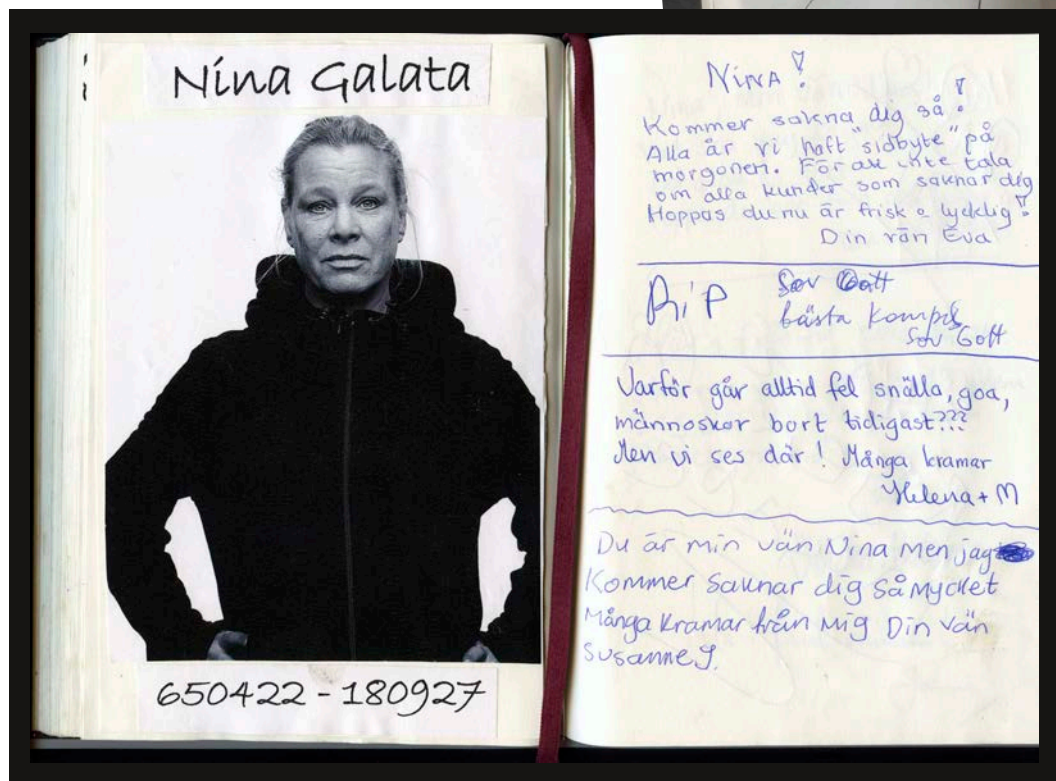 Nina Galata
650422 - 180927
NINA!
Kommer sakna dig så!
Alla år vi haft "sidbyte" på
morgonen. För att inte tala
om alla kunder som saknar dig
Hoppas du nu är frisk o lycklig!
Din vän Eva
RiP
Sov Gott
bästa kompis
Sov Gott
Varför går alltid fel snälla, goa,
männoskor bort tidigast???
Men vi ses där! Många kramar
Helena + M
Du är min vän Nina men jag
Kommer saknar dig så mycket
Många kramar från mig Din vän
Susanne J.